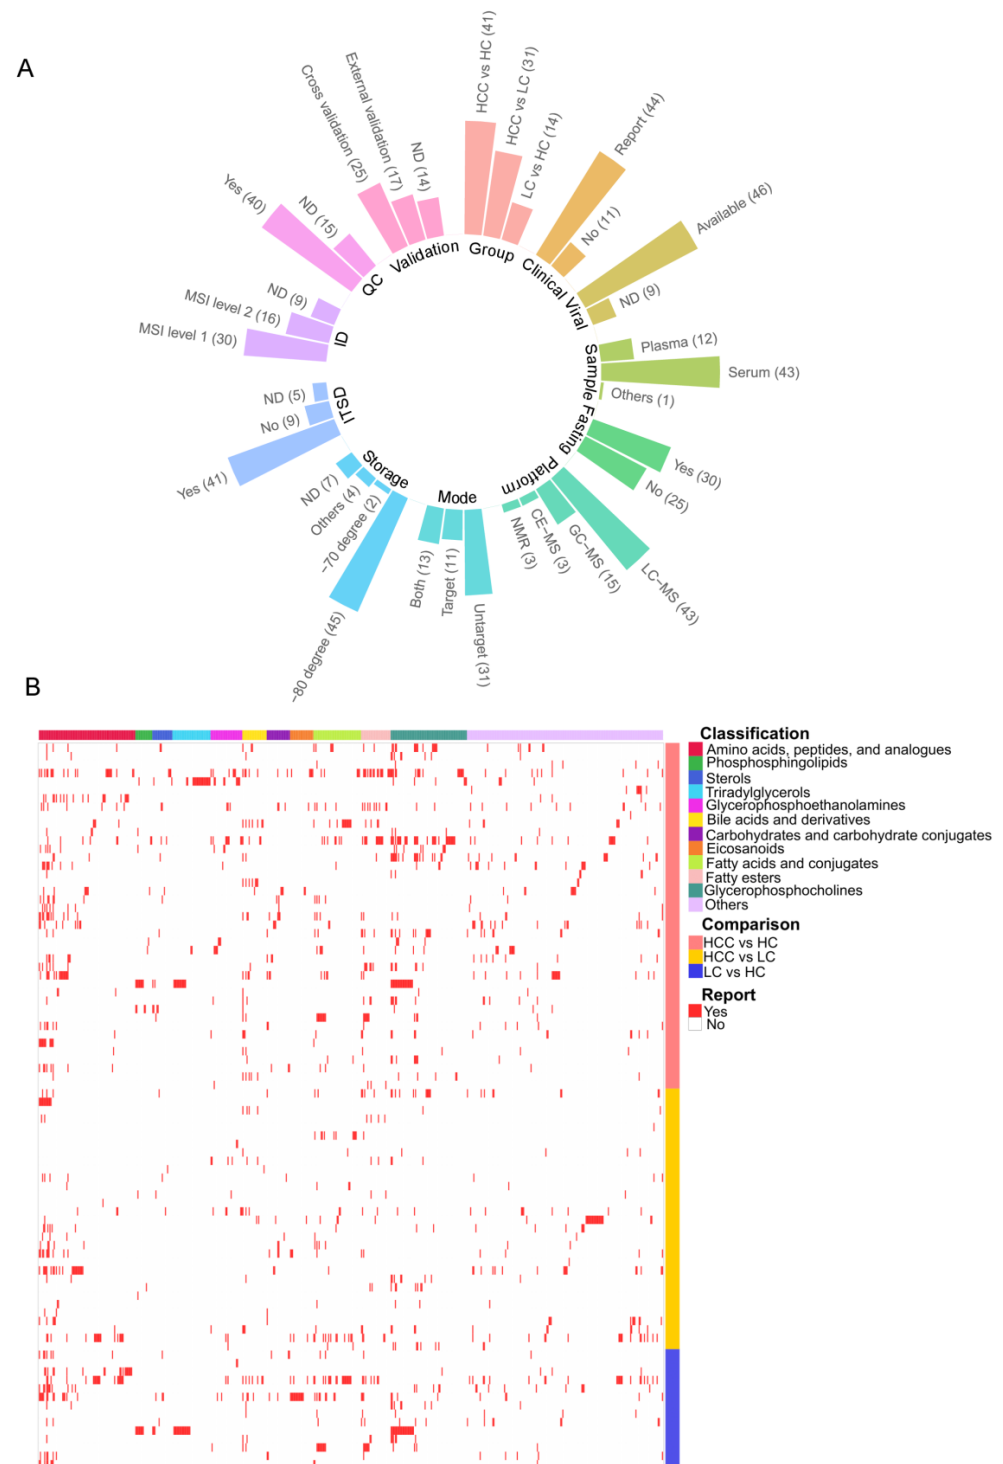 A
HCC vs HC (41)
HCC vs LC (31)
LC vs HC (14)
Group
Report (44)
No (11)
Clinical
Available (46)
ND (9)
Viral
Plasma (12)
Serum (43)
Others (1)
Sample
Yes (30)
No (25)
Fasting
LC−MS (43)
GC−MS (15)
CE−MS (3)
NMR (3)
Platform
Untarget (31)
Target (11)
Both (13)
Mode
−80 degree (45)
−70 degree (2)
Others (4)
ND (7)
Storage
Yes (41)
No (9)
ND (5)
ITSD
MSI level 1 (30)
MSI level 2 (16)
ND (9)
ID
Yes (40)
ND (15)
QC
Cross validation (25)
External validation (17)
ND (14)
Validation
B
Classification
Amino acids, peptides, and analogues
Phosphosphingolipids
Sterols
Triradylglycerols
Glycerophosphoethanolamines
Bile acids and derivatives
Carbohydrates and carbohydrate conjugates
Eicosanoids
Fatty acids and conjugates
Fatty esters
Glycerophosphocholines
Others
Comparison
HCC vs HC
HCC vs LC
LC vs HC
Report
Yes
No